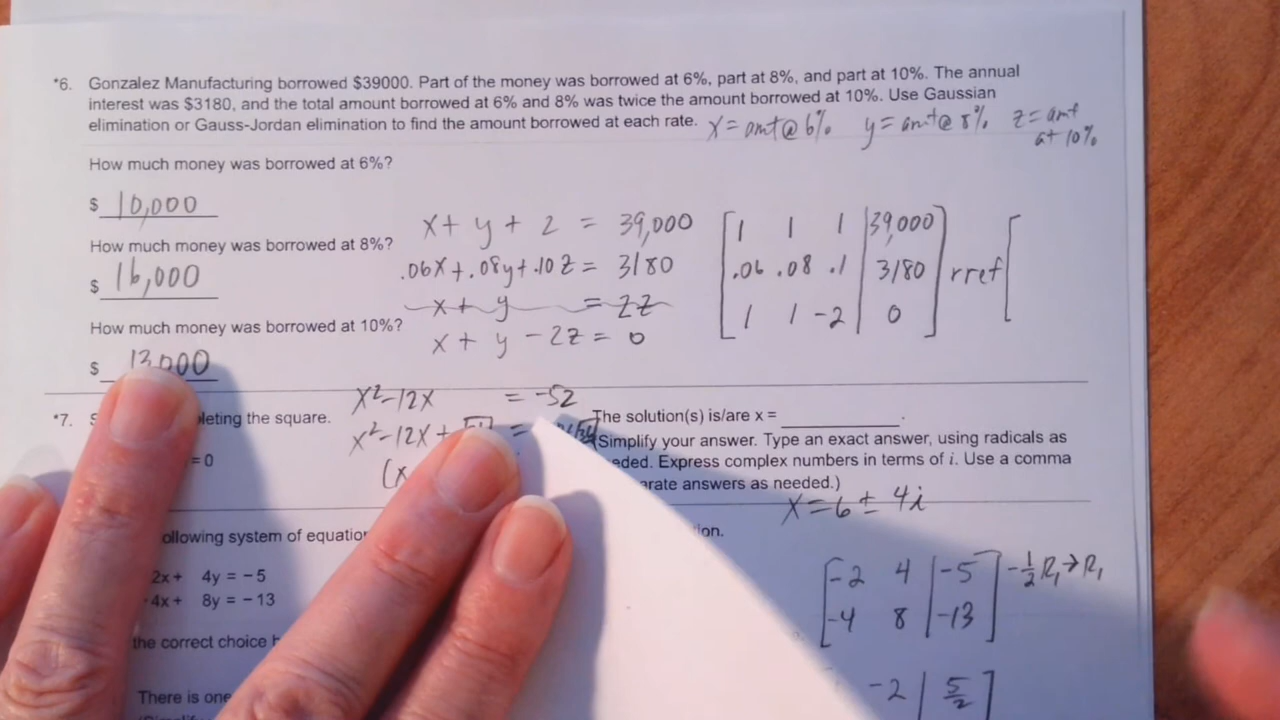 *6. Gonzalez Manufacturing borrowed $39000. Part of the money was borrowed at 6%, part at 8%, and part at 10%. The annual
interest was $3180, and the total amount borrowed at 6% and 8% was twice the amount borrowed at 10%. Use Gaussian
elimination or Gauss-Jordan elimination to find the amount borrowed at each rate. x = amt @ 6% y = amt @ 8% z = amt
at 10%
How much money was borrowed at 6%?
$ 10,000
How much money was borrowed at 8%?
$ 16,000
How much money was borrowed at 10%?
$ 13,000
x + y + z = 39,000
.06x + .08y + .10z = 3180
x + y = 2z
x + y - 2z = 0
[1 1 1 | 39,000]
[.06 .08 .1 | 3180] rref [
[1 1 -2 | 0]
*7. leting the square.
= 0
x² - 12x = -52
x² - 12x +
(x
The solution(s) is/are x = ________.
Simplify your answer. Type an exact answer, using radicals as
eded. Express complex numbers in terms of i. Use a comma
arate answers as needed.)
x = 6 ± 4i
ollowing system of equatio
ion.
2x + 4y = - 5
4x + 8y = - 13
the correct choice
There is one
[-2 4 | -5] -1/2 R₁ → R₁
[-4 8 | -13]
-2 | 5/2]